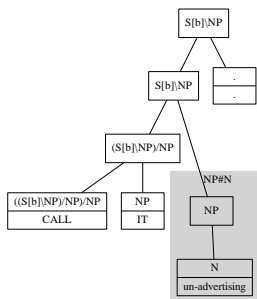 S[b]\NP
S[b]\NP
.
.
(S[b]\NP)/NP
NP#N
((S[b]\NP)/NP)/NP
CALL
NP
IT
NP
N
un-advertising